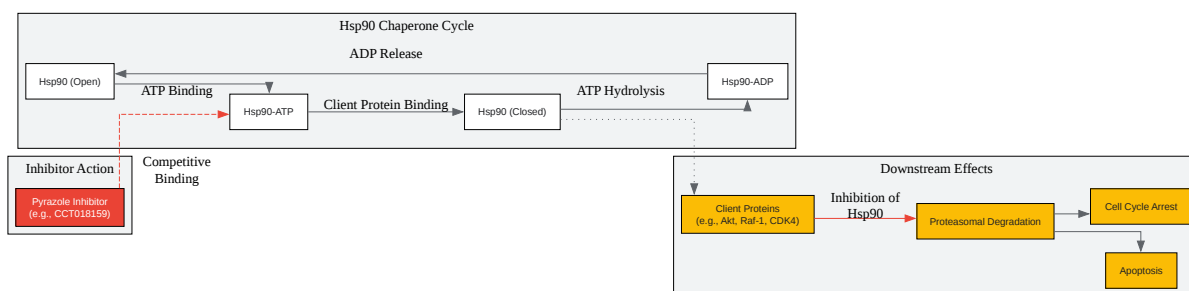 Hsp90 Chaperone Cycle
ADP Release
Hsp90 (Open)
Hsp90-ADP
ATP Binding
ATP Hydrolysis
Hsp90-ATP
Client Protein Binding
Hsp90 (Closed)
Inhibitor Action
Competitive
Binding
Pyrazole Inhibitor
(e.g., CCT018159)
Downstream Effects
Client Proteins
(e.g., Akt, Raf-1, CDK4)
Inhibition of
Hsp90
Proteasomal Degradation
Cell Cycle Arrest
Apoptosis